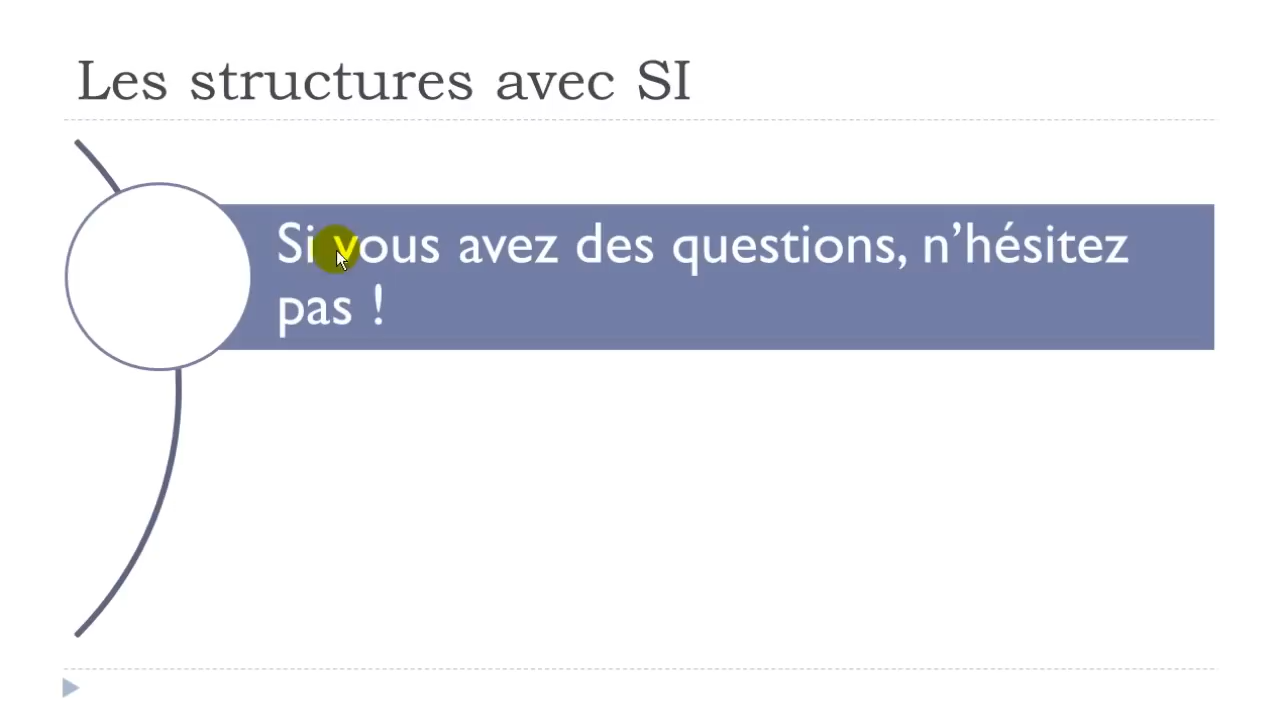 Les structures avec SI
Si vous avez des questions, n’hésitez
pas !